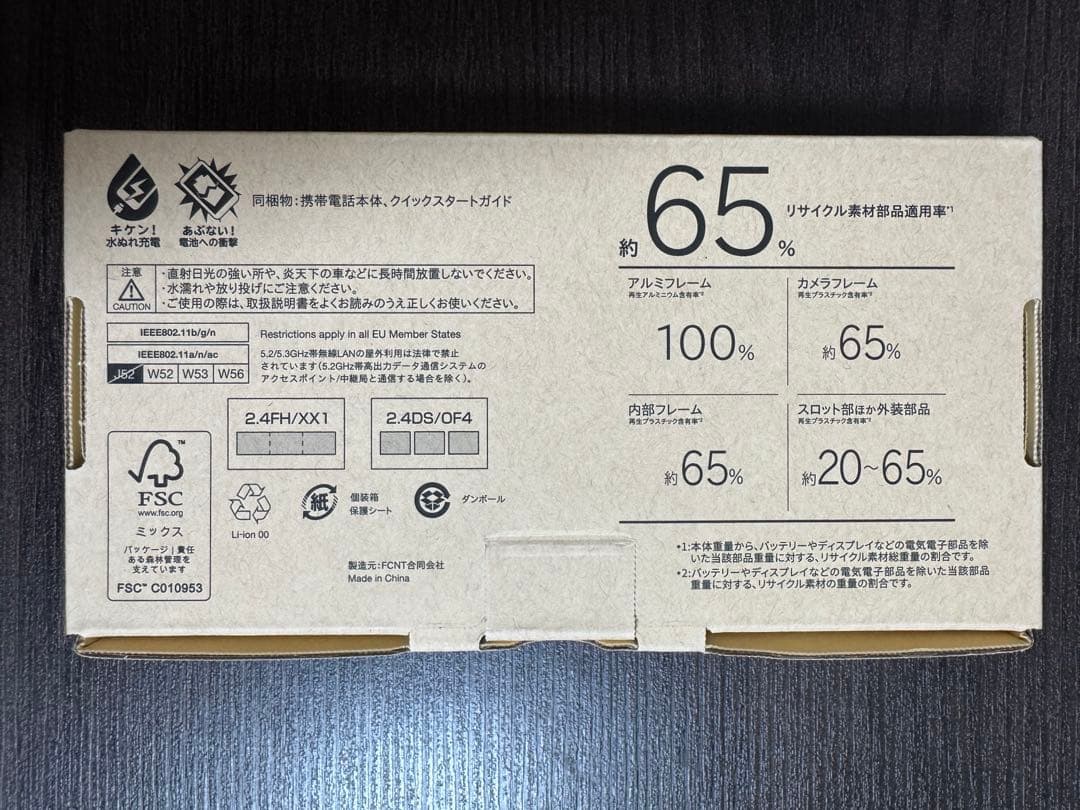 キケン!
水ぬれ充電
あぶない!
電池への衝撃
同梱物:携帯電話本体、クイックスタートガイド
注意
CAUTION
・直射日光の強い所や、炎天下の車などに長時間放置しないでください。
・水濡れや放り投げにご注意ください。
・ご使用の際は、取扱説明書をよくお読みのうえ正しくお使いください。
IEEE802.11b/g/n
Restrictions apply in all EU Member States
IEEE802.11a/n/ac
J52 W52 W53 W56
5.2/5.3GHz帯無線LANの屋外利用は法律で禁止
されています(5.2GHz帯高出力データ通信システムの
アクセスポイント/中継局と通信する場合を除く)。
2.4FH/XX1
2.4DS/OF4
FSC
www.fsc.org
ミックス
パッケージ|責任
ある森林管理を
支えています
FSC™ C010953
Li-ion 00
紙
個装箱
保護シート
ダンボール
製造元:FCNT合同会社
Made in China
約65%
リサイクル素材部品適用率*1
アルミフレーム
再生アルミニウム含有率*2
100%
カメラフレーム
再生プラスチック含有率*2
約65%
内部フレーム
再生プラスチック含有率*2
約65%
スロット部ほか外装部品
再生プラスチック含有率*2
約20~65%
*1:本体重量から、バッテリーやディスプレイなどの電気電子部品を除
いた当該部品重量に対する、リサイクル素材総重量の割合です。
*2:バッテリーやディスプレイなどの電気電子部品を除いた当該部品
重量に対する、リサイクル素材の重量の割合です。